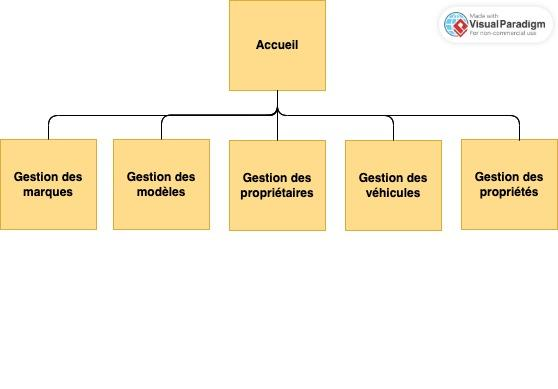 Made with
Visual Paradigm
For non-commercial use
Accueil
Gestion des
marques
Gestion des
modèles
Gestion des
propriétaires
Gestion des
véhicules
Gestion des
propriétés